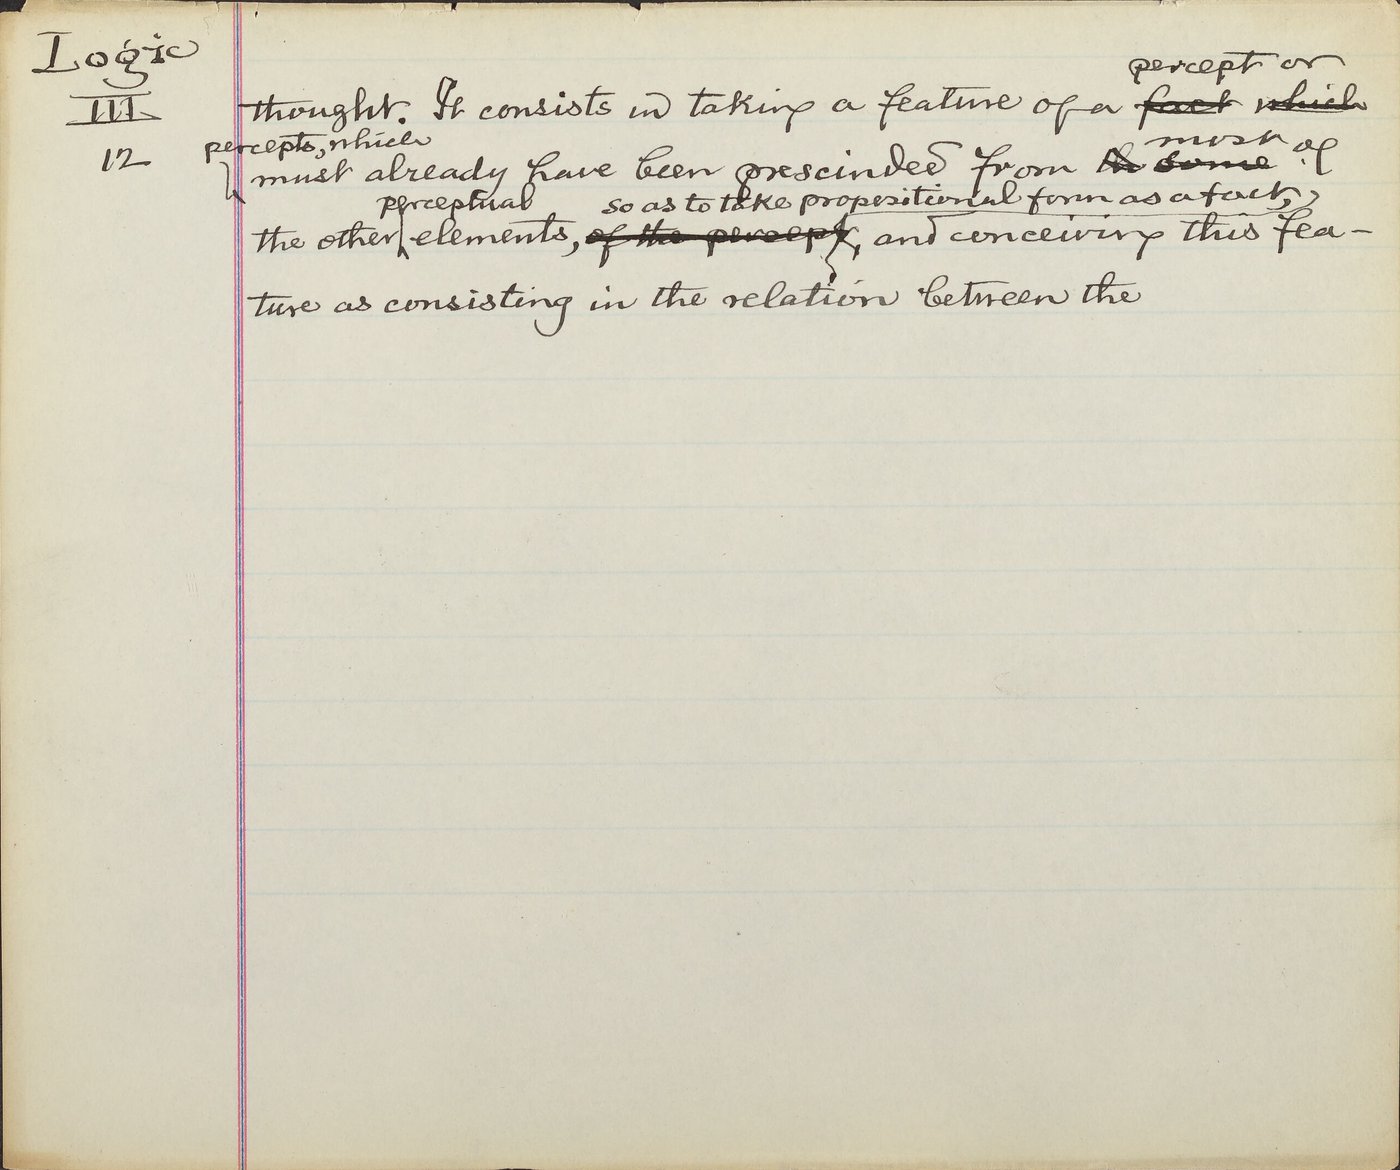 Logic
III
12
percept or
thought. It consists in taking a feature of a fact which
percepts, which
most
must already have been prescinded from the some of
perceptual so as to take propositional form as a fact,
the other elements, of the percept, and conceiving this fea-
ture as consisting in the relation between the